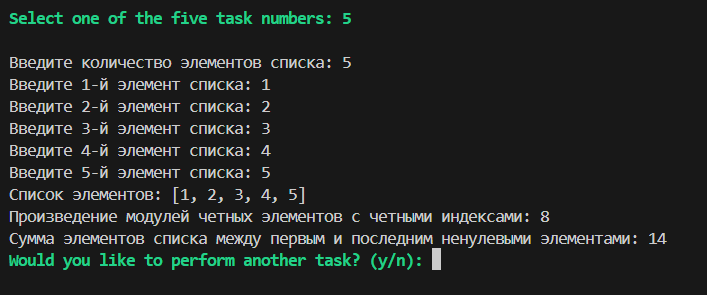 Select one of the five task numbers: 5
Введите количество элементов списка: 5
Введите 1-й элемент списка: 1
Введите 2-й элемент списка: 2
Введите 3-й элемент списка: 3
Введите 4-й элемент списка: 4
Введите 5-й элемент списка: 5
Список элементов: [1, 2, 3, 4, 5]
Произведение модулей четных элементов с четными индексами: 8
Сумма элементов списка между первым и последним ненулевыми элементами: 14
Would you like to perform another task? (y/n):